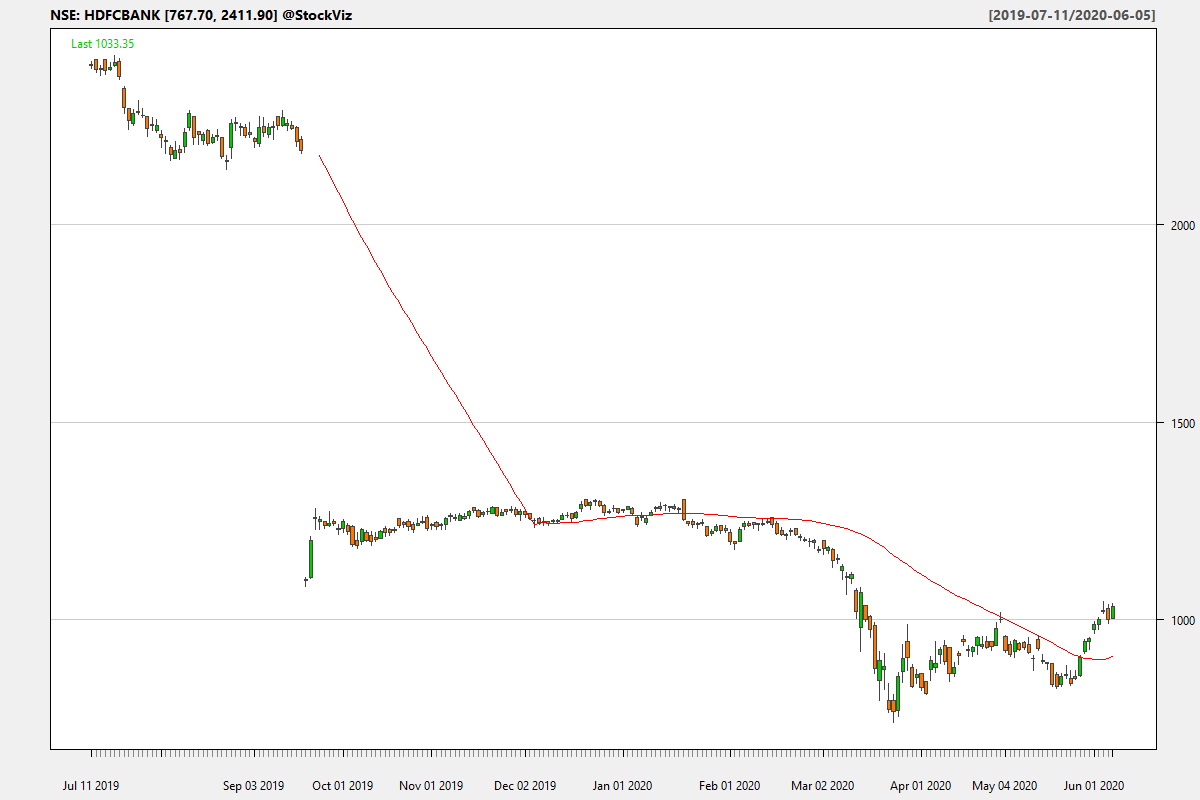 NSE: HDFCBANK [767.70, 2411.90] @StockViz
[2019-07-11/2020-06-05]
Last 1033.35
2000
1500
1000
Jul 11 2019 Sep 03 2019 Oct 01 2019 Nov 01 2019 Dec 02 2019 Jan 01 2020 Feb 01 2020 Mar 02 2020 Apr 01 2020 May 04 2020 Jun 01 2020